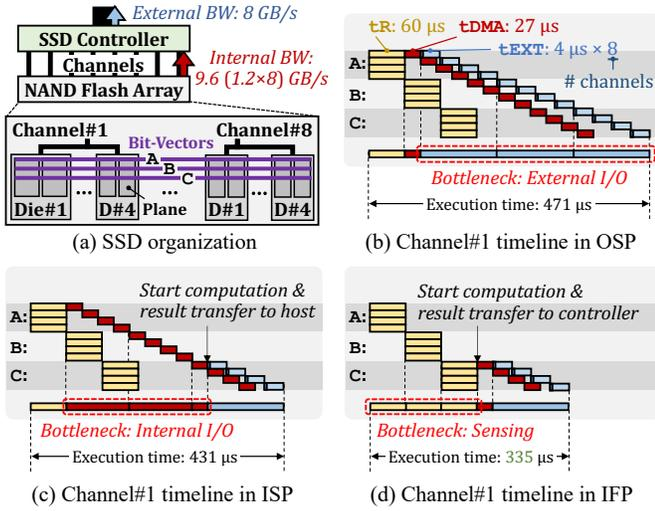 External BW: 8 GB/s
SSD Controller
Channels
Internal BW:
9.6 (1.2×8) GB/s
NAND Flash Array
Channel#1
Bit-Vectors
Channel#8
A
B
C
... ... ...
Plane
Die#1 D#4 D#1 D#4
(a) SSD organization
tR: 60 μs
tDMA: 27 μs
tEXT: 4 μs × 8
# channels
A:
B:
C:
Bottleneck: External I/O
Execution time: 471 μs
(b) Channel#1 timeline in OSP
Start computation &
result transfer to host
A:
B:
C:
Bottleneck: Internal I/O
Execution time: 431 μs
(c) Channel#1 timeline in ISP
Start computation &
result transfer to controller
A:
B:
C:
Bottleneck: Sensing
Execution time: 335 μs
(d) Channel#1 timeline in IFP